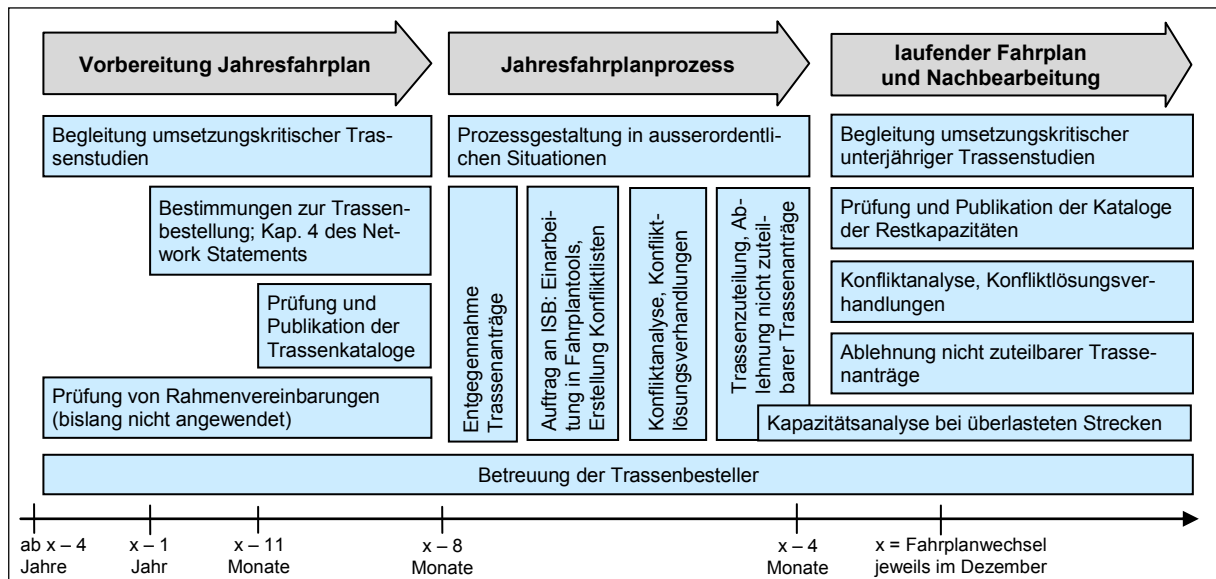 Vorbereitung Jahresfahrplan
Jahresfahrplanprozess
laufender Fahrplan
und Nachbearbeitung
Begleitung umsetzungskritischer Tras-
senstudien
Prozessgestaltung in ausserordentli-
chen Situationen
Begleitung umsetzungskritischer
unterjähriger Trassenstudien
Bestimmungen zur Trassen-
bestellung; Kap. 4 des Net-
work Statements
Prüfung und
Publikation der
Trassenkataloge
Prüfung von Rahmenvereinbarungen
(bislang nicht angewendet)
Entgegennahme
Trassenanträge
Auftrag an ISB: Einarbei-
tung in Fahrplantools,
Erstellung Konfliktlisten
Konfliktanalyse, Konflikt-
lösungsverhandlungen
Trassenzuteilung, Ab-
lehnung nicht zuteil-
barer Trassenanträge
Prüfung und Publikation der Kataloge
der Restkapazitäten
Konfliktanalyse, Konfliktlösungsver-
handlungen
Ablehnung nicht zuteilbarer Trasse-
nanträge
Kapazitätsanalyse bei überlasteten Strecken
Betreuung der Trassenbesteller
ab x – 4
Jahre
x – 1
Jahr
x – 11
Monate
x – 8
Monate
x – 4
Monate
x = Fahrplanwechsel
jeweils im Dezember